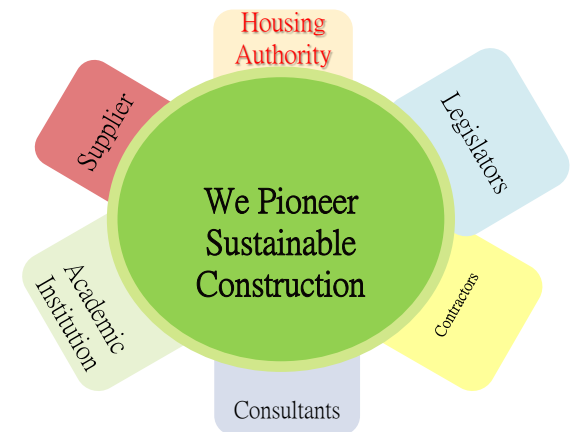 Housing
Authority
Supplier
Legislators
We Pioneer
Sustainable
Construction
Academic
Institution
Contractors
Consultants